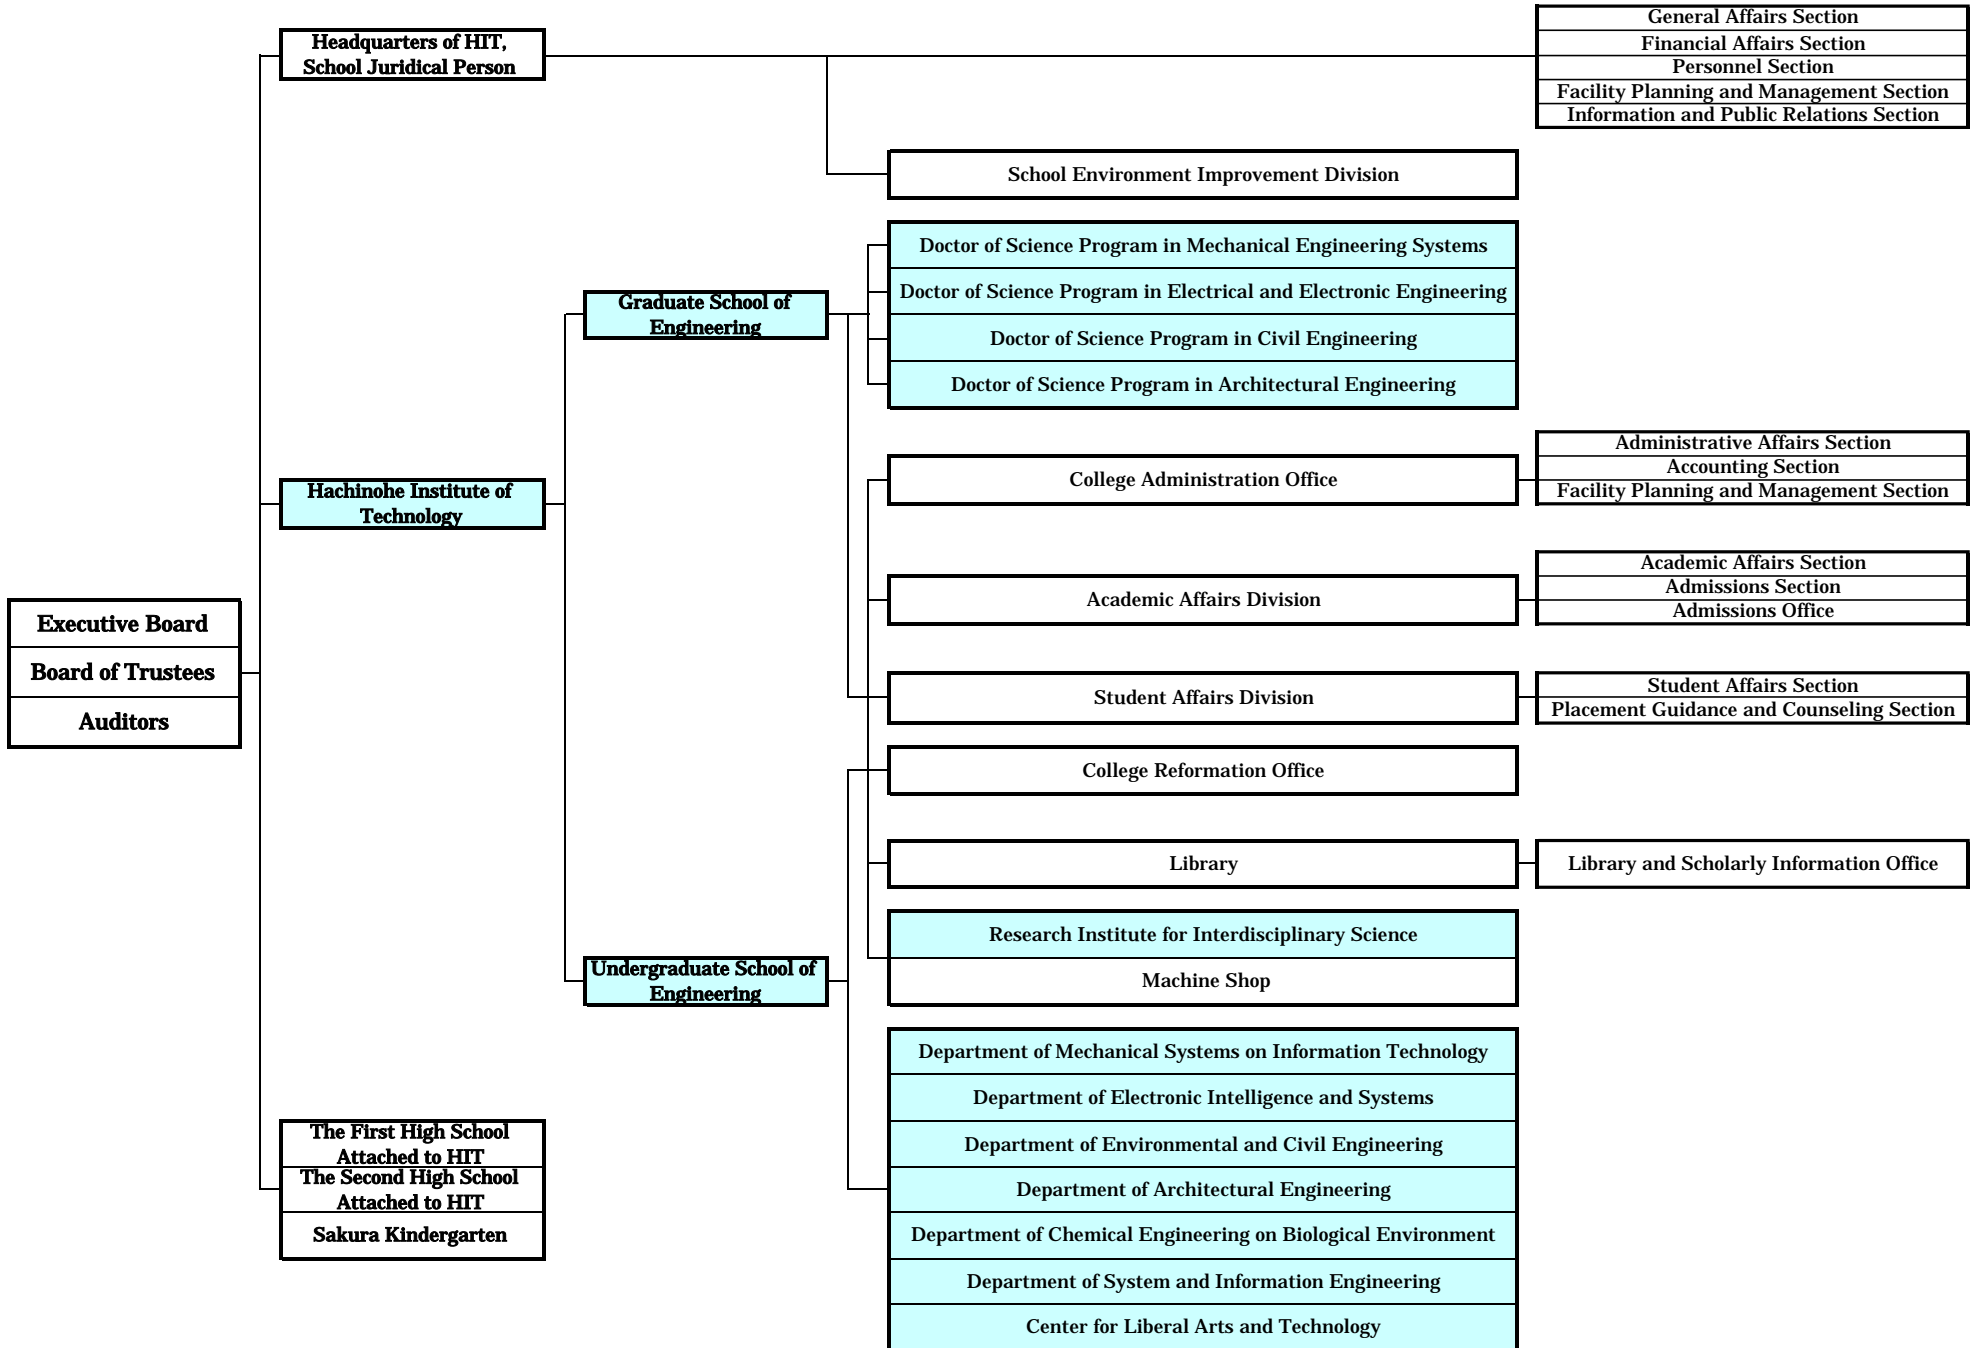 Executive Board
Board of Trustees
Auditors
Headquarters of HIT,
School Juridical Person
General Affairs Section
Financial Affairs Section
Personnel Section
Facility Planning and Management Section
Information and Public Relations Section
School Environment Improvement Division
Hachinohe Institute of
Technology
Graduate School of
Engineering
Doctor of Science Program in Mechanical Engineering Systems
Doctor of Science Program in Electrical and Electronic Engineering
Doctor of Science Program in Civil Engineering
Doctor of Science Program in Architectural Engineering
College Administration Office
Administrative Affairs Section
Accounting Section
Facility Planning and Management Section
Academic Affairs Division
Academic Affairs Section
Admissions Section
Admissions Office
Student Affairs Division
Student Affairs Section
Placement Guidance and Counseling Section
College Reformation Office
Library
Library and Scholarly Information Office
Research Institute for Interdisciplinary Science
Machine Shop
Undergraduate School of
Engineering
Department of Mechanical Systems on Information Technology
Department of Electronic Intelligence and Systems
Department of Environmental and Civil Engineering
Department of Architectural Engineering
Department of Chemical Engineering on Biological Environment
Department of System and Information Engineering
Center for Liberal Arts and Technology
The First High School
Attached to HIT
The Second High School
Attached to HIT
Sakura Kindergarten